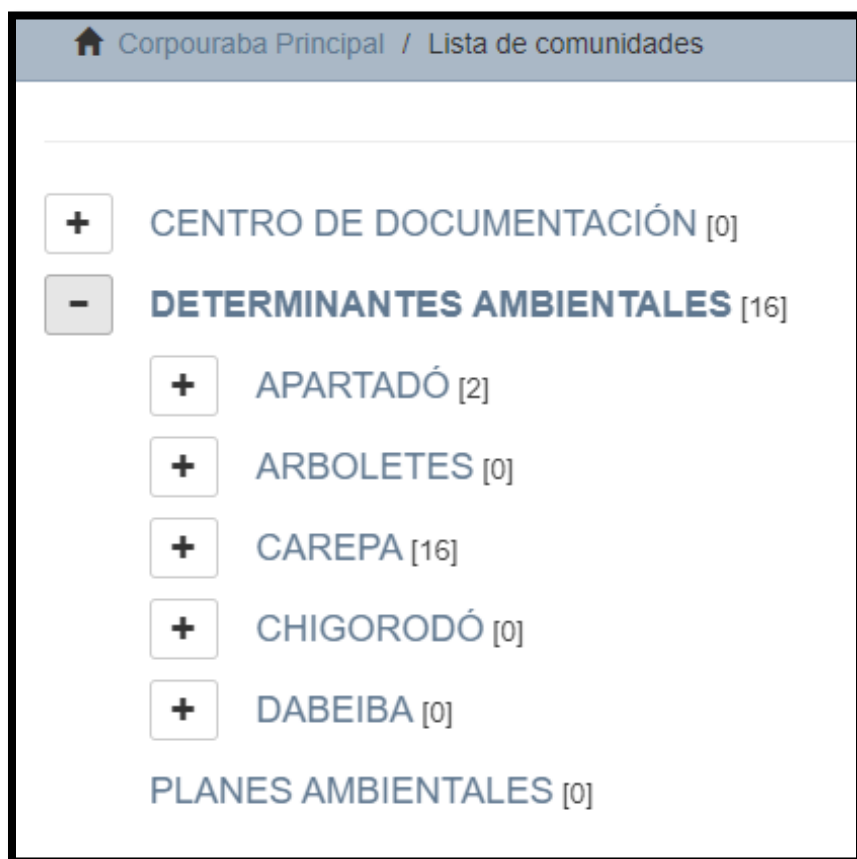 Corpouraba Principal / Lista de comunidades
+ CENTRO DE DOCUMENTACIÓN [0]
- DETERMINANTES AMBIENTALES [16]
+ APARTADÓ [2]
+ ARBOLETES [0]
+ CAREPA [16]
+ CHIGORODÓ [0]
+ DABEIBA [0]
PLANES AMBIENTALES [0]